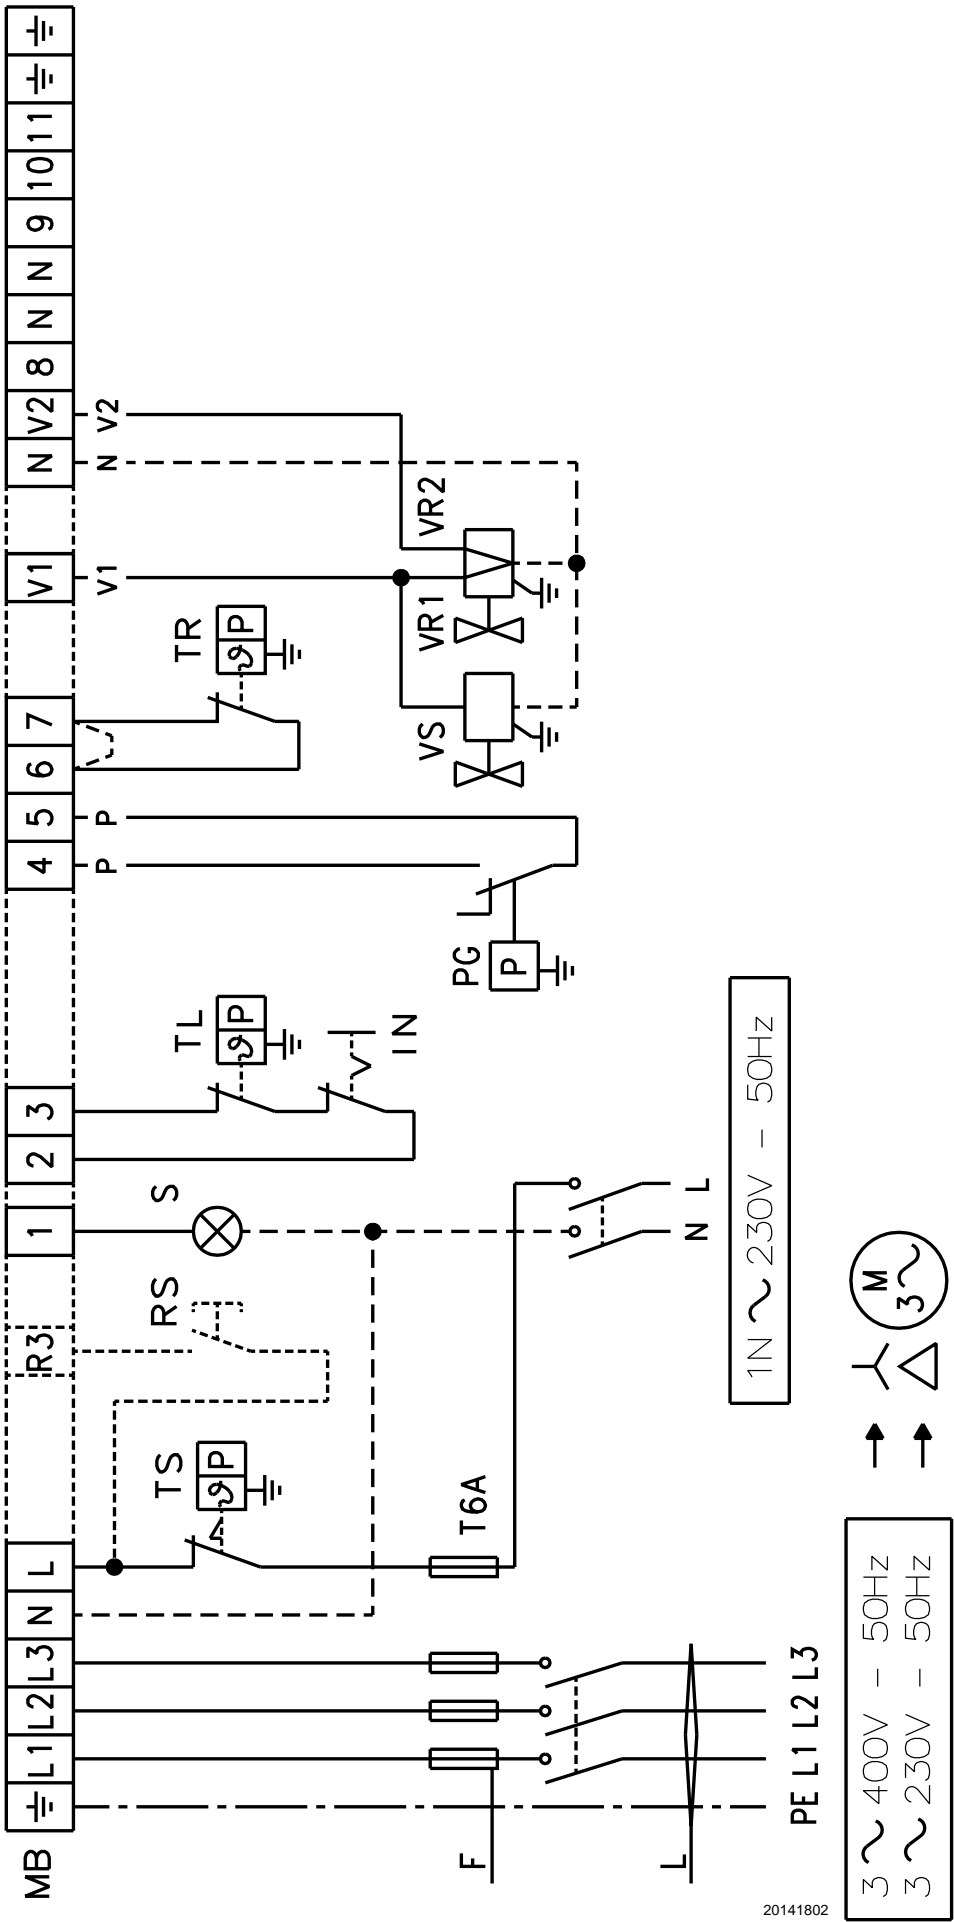 MB
L1 L2 L3 N L R3 1 2 3 4 5 6 7 V1 N V2 8 N N 9 10 11
P P V1 N V2
TS
P
RS
S
TL
P
IN
TR
P
PG
P
VS
VR1
VR2
F
T6A
L
N L
PE L1 L2 L3
1N ~ 230V - 50Hz
3 ~ 400V - 50Hz
3 ~ 230V - 50Hz
M
3~
20141802